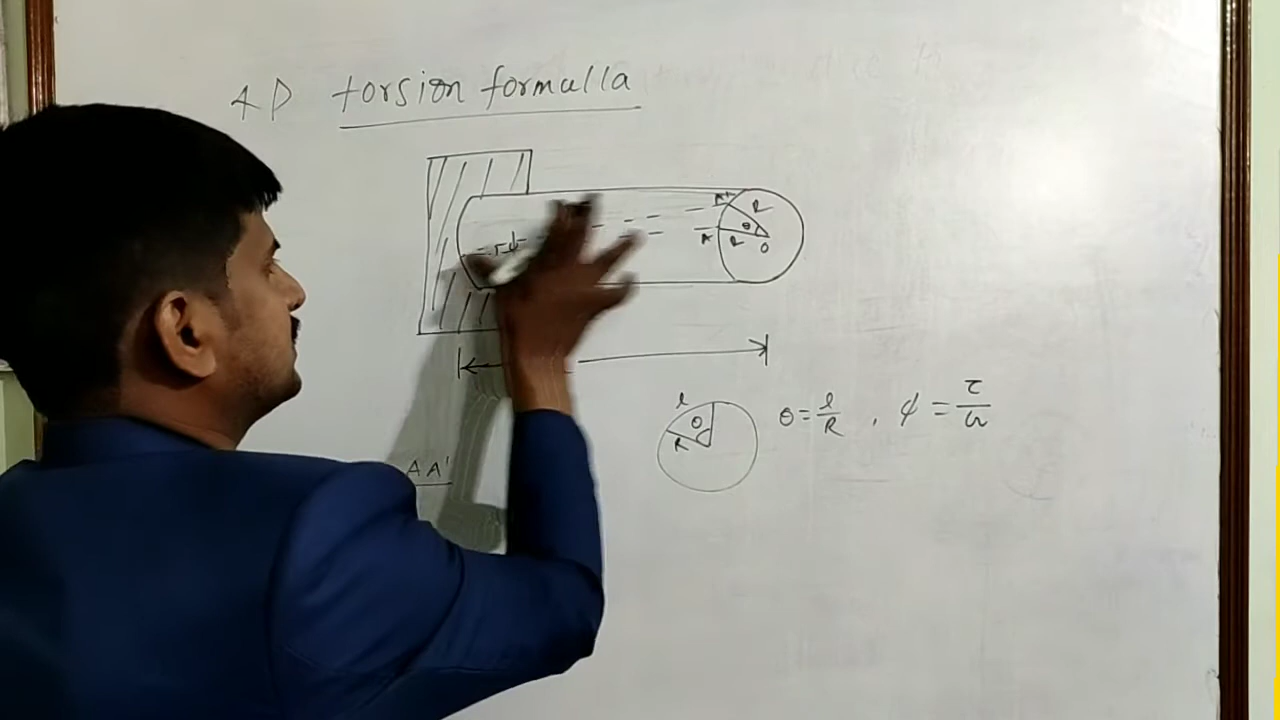 AP torsion formulla
A' R
θ
A R O
ϕ
l
θ
R
θ = l/R , ϕ = τ/G
AA'